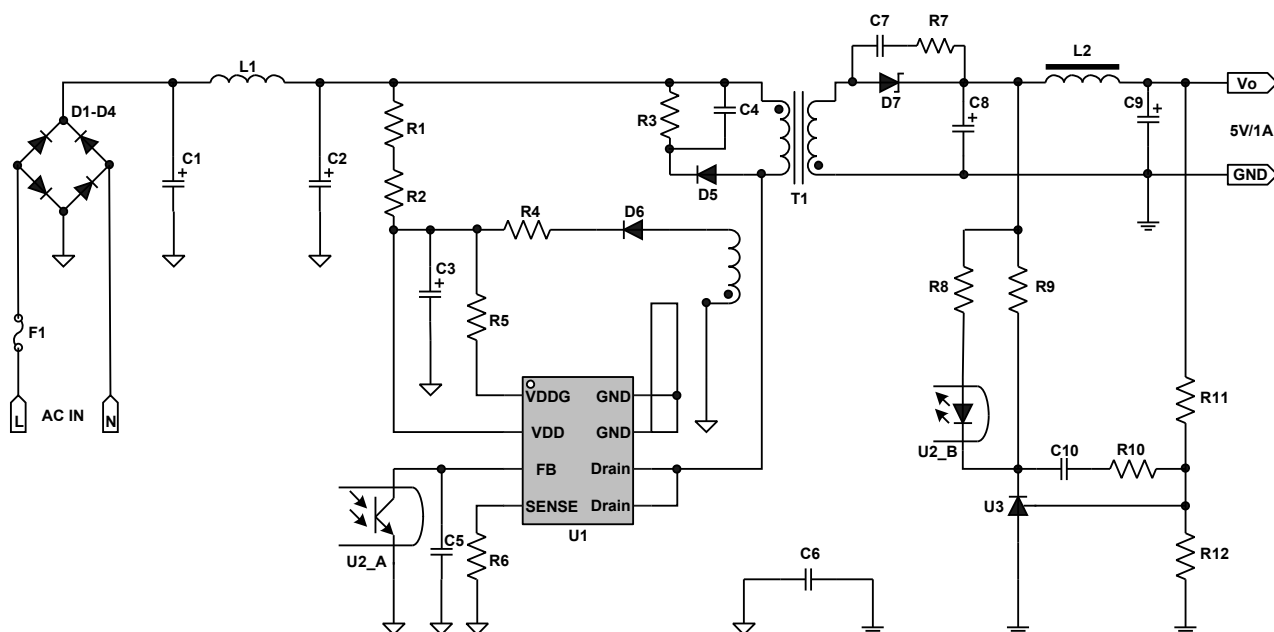 C7
R7
L1
L2
D1-D4
D7
Vo
R3
C4
C8
C9
R1
5V/1A
C1
C2
D5
GND
R2
T1
R4
D6
C3
R8
R9
R5
F1
VDDG
GND
R11
L
AC IN
N
VDD
GND
U2_B
C10
R10
FB
Drain
SENSE
Drain
U3
U1
C5
R6
U2_A
C6
R12